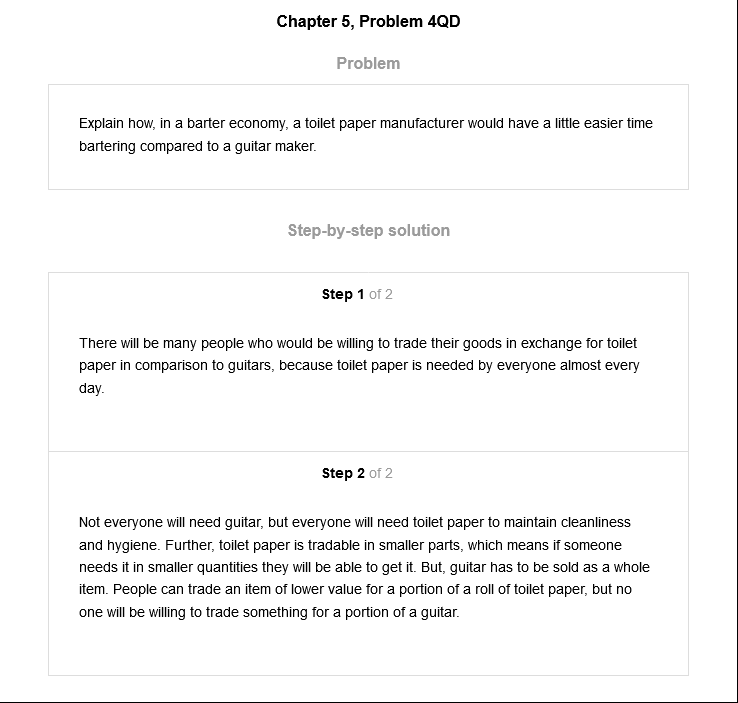 Chapter 5, Problem 4QD
Problem
Explain how, in a barter economy, a toilet paper manufacturer would have a little easier time
bartering compared to a guitar maker.
Step-by-step solution
Step 1 of 2
There will be many people who would be willing to trade their goods in exchange for toilet
paper in comparison to guitars, because toilet paper is needed by everyone almost every
day.
Step 2 of 2
Not everyone will need guitar, but everyone will need toilet paper to maintain cleanliness
and hygiene. Further, toilet paper is tradable in smaller parts, which means if someone
needs it in smaller quantities they will be able to get it. But, guitar has to be sold as a whole
item. People can trade an item of lower value for a portion of a roll of toilet paper, but no
one will be willing to trade something for a portion of a guitar.